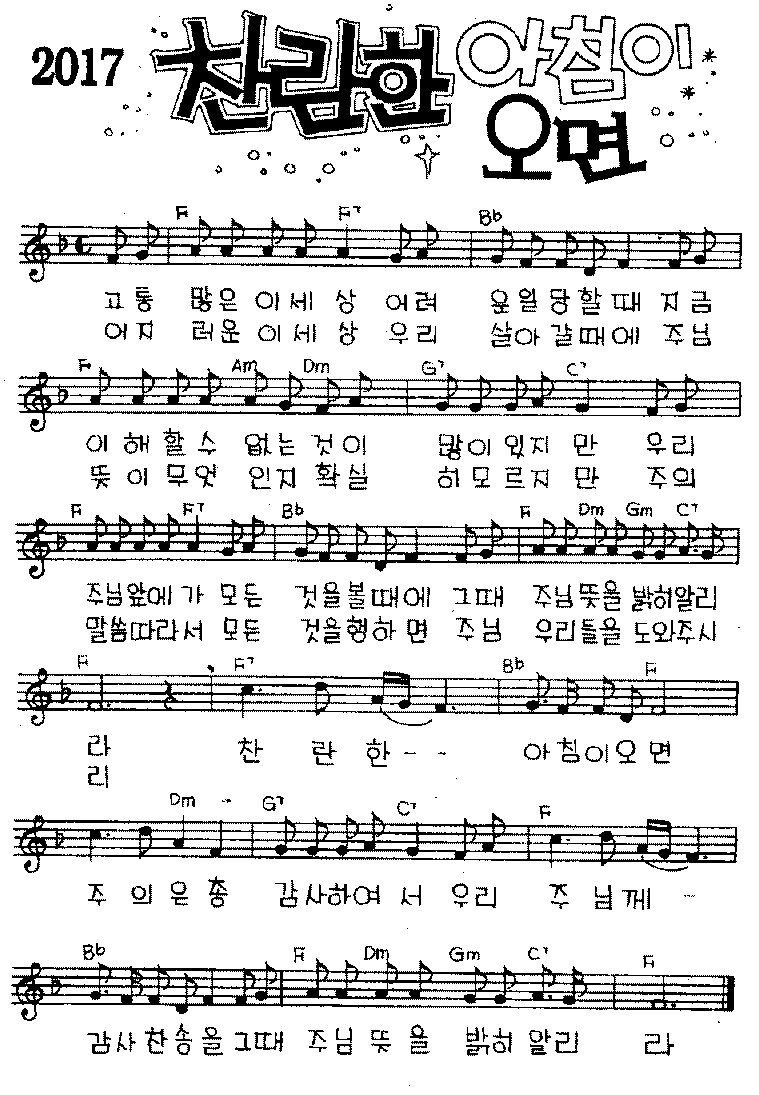 2017 찬란한 아침이
오면
F F7 Bb
고통 많은 이 세 상 어려 운일 당할 때 지금
어지 러운 이 세 상 우리 살아 갈때에 주님
F Am Dm G7 C7
이 해 할 수 없는 것 이 많이 있지 만 우리
뜻 이 무엇 인지 확실 히 모 르지 만 주의
F F7 Bb F Dm Gm C7
주님앞에 가 모든 것을볼때에 그때 주님뜻을 밝히알리
말씀따라서 모든 것을행하 면 주님 우리들을 도와주시
F F7 Bb F
라 찬 란 한 - - 아 침이오 면
리
Dm G7 C7 F
주 의 은 총 감사하여 서 우리 주 님 께 -
Bb F Dm Gm C7 F
감사 찬송을 그때 주님 뜻 을 밝히 알리 라